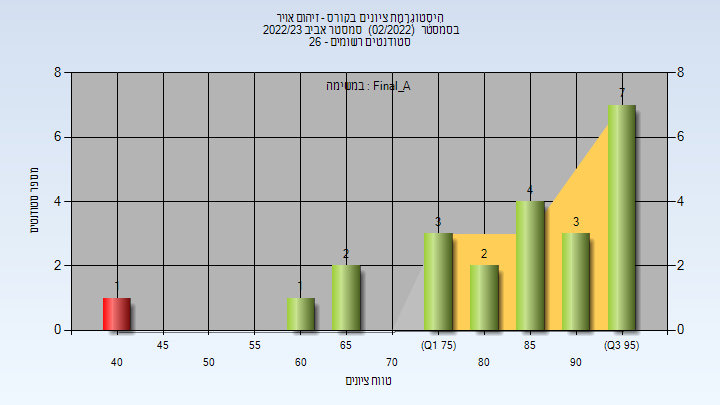 היסטוגרמת ציונים בקורס - זיהום אויר
בסמסטר (02/2022) סמסטר אביב 2022/23
סטודנטים רשומים - 26
במשימה : Final_A
מספר סטודנטים
8 8
6 6
4 4
2 2
0 0
1 1 2 3 2 4 3 7
40 45 50 55 60 65 70 (Q1 75) 80 85 90 (Q3 95)
טווח ציונים